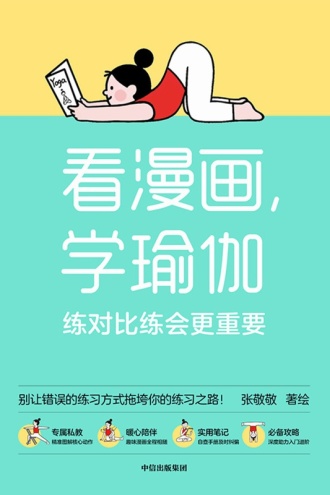 Yoga
看漫画，
学瑜伽
练对比练会更重要
别让错误的练习方式拖垮你的练习之路！ 张敬敬 著绘
专属私教
精准图解核心动作
暖心陪伴
趣味漫画全程相随
实用笔记
自查手册及时纠偏
必备攻略
深度助力入门进阶
中信出版集团